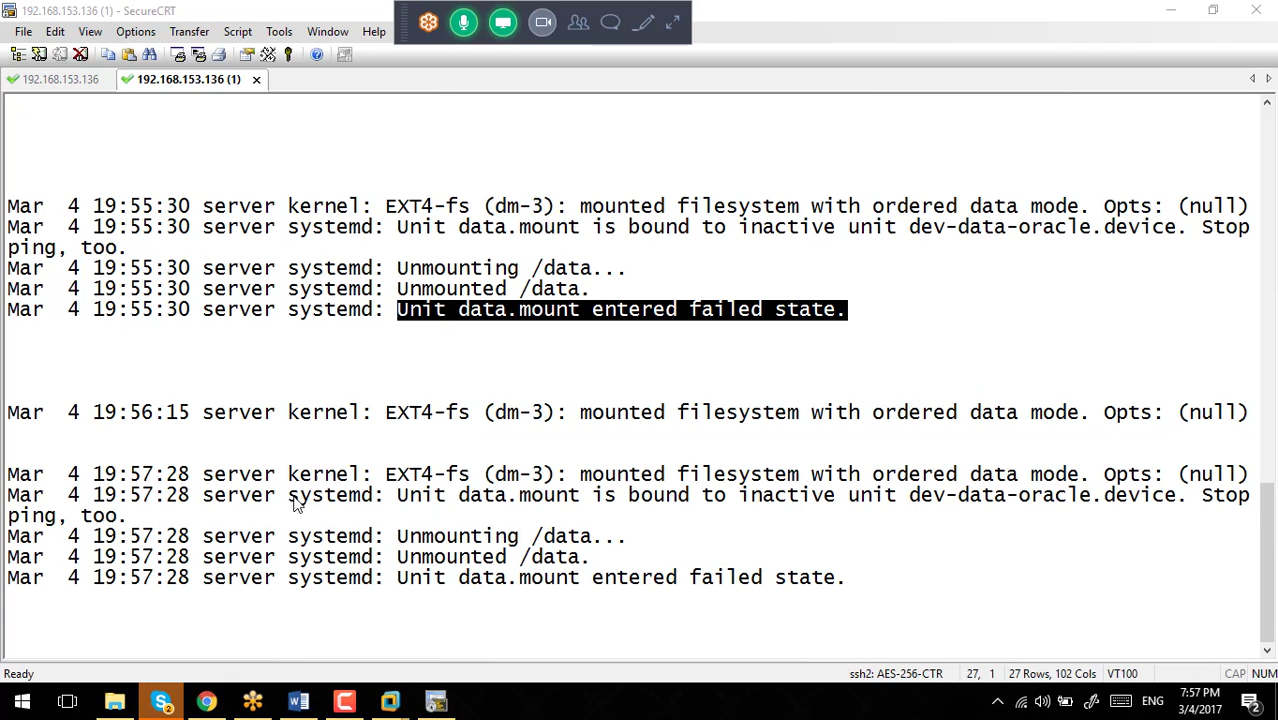 192.168.153.136 (1) - SecureCRT
File Edit View Options Transfer Script Tools Window Help
192.168.153.136
192.168.153.136 (1)
Mar  4 19:55:30 server kernel: EXT4-fs (dm-3): mounted filesystem with ordered data mode. Opts: (null)
Mar  4 19:55:30 server systemd: Unit data.mount is bound to inactive unit dev-data-oracle.device. Stop
ping, too.
Mar  4 19:55:30 server systemd: Unmounting /data...
Mar  4 19:55:30 server systemd: Unmounted /data.
Mar  4 19:55:30 server systemd: Unit data.mount entered failed state.
Mar  4 19:56:15 server kernel: EXT4-fs (dm-3): mounted filesystem with ordered data mode. Opts: (null)
Mar  4 19:57:28 server kernel: EXT4-fs (dm-3): mounted filesystem with ordered data mode. Opts: (null)
Mar  4 19:57:28 server systemd: Unit data.mount is bound to inactive unit dev-data-oracle.device. Stop
ping, too.
Mar  4 19:57:28 server systemd: Unmounting /data...
Mar  4 19:57:28 server systemd: Unmounted /data.
Mar  4 19:57:28 server systemd: Unit data.mount entered failed state.
Ready ssh2: AES-256-CTR 27, 1 27 Rows, 102 Cols VT100 CAP NUM
ENG 7:57 PM
3/4/2017